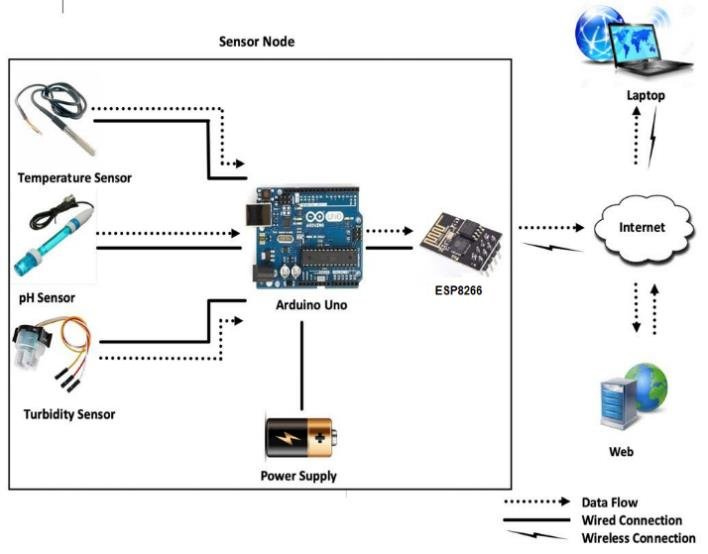 Sensor Node
Laptop
Temperature Sensor
Internet
UNO
pH Sensor
ESP8266
Arduino Uno
Turbidity Sensor
Web
Power Supply
Data Flow
Wired Connection
Wireless Connection